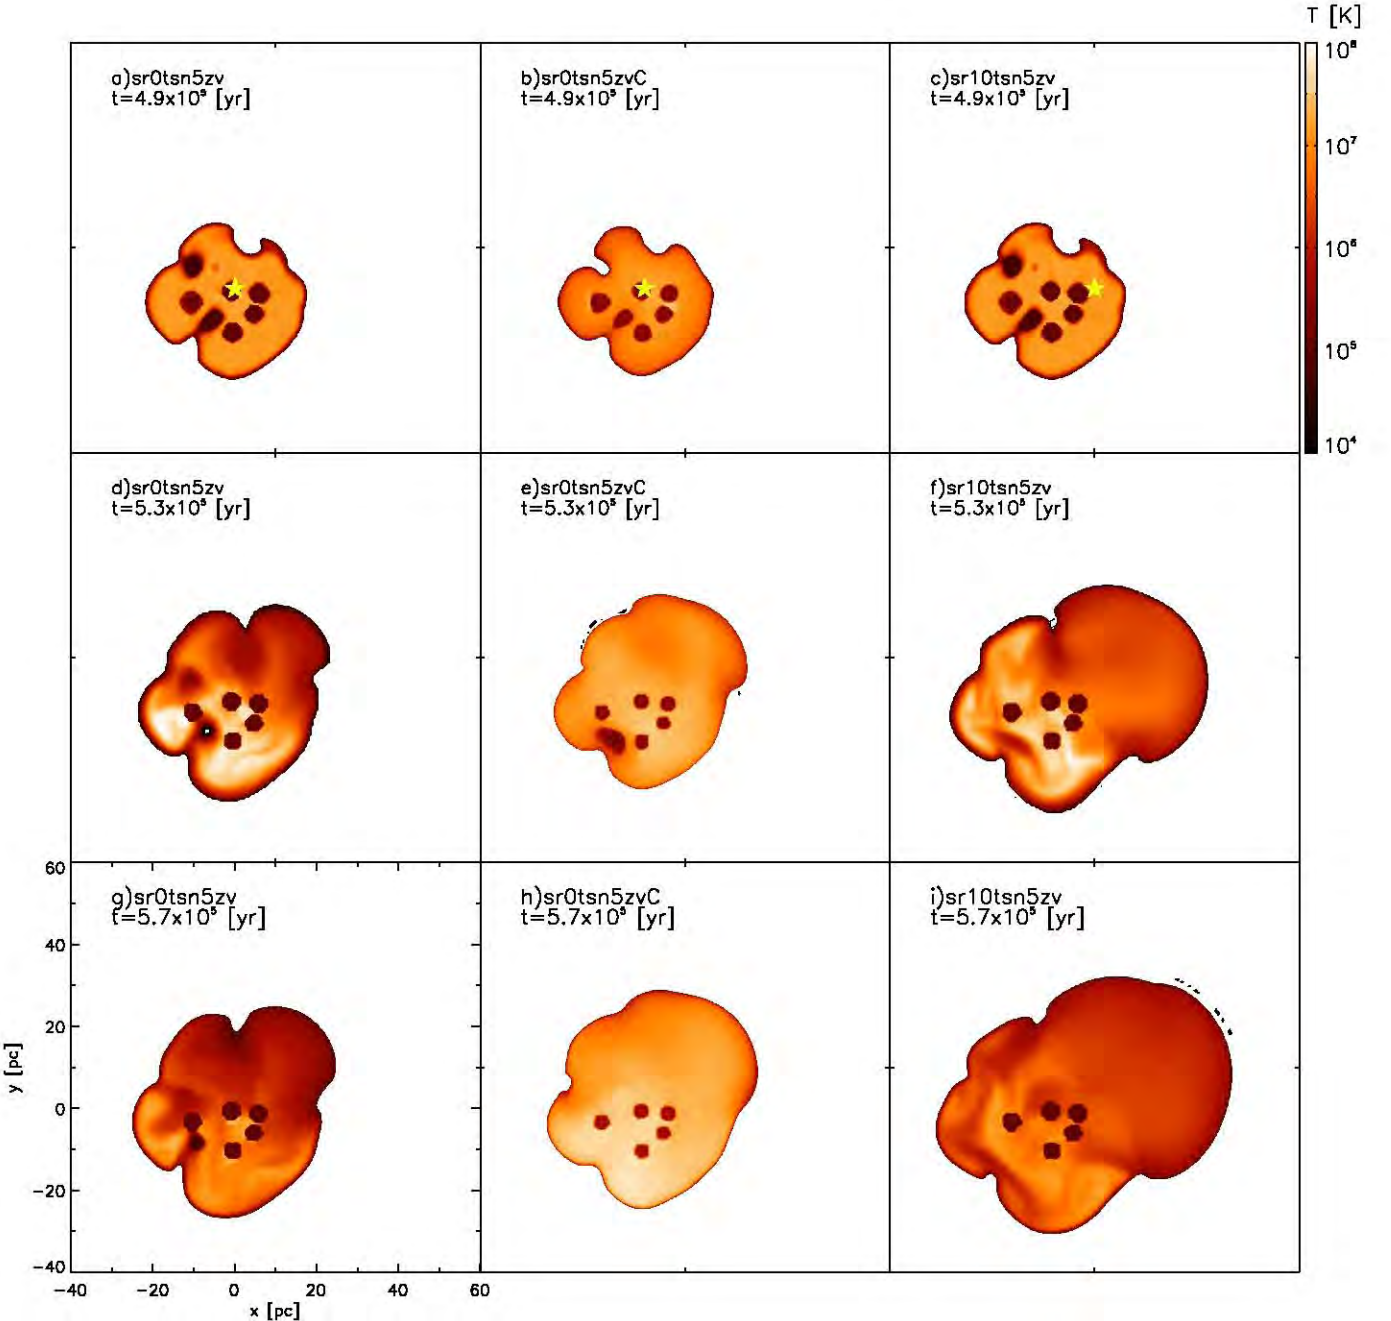 T [K]
a)sr0tsn5zv
t=4.9x10⁵ [yr]
b)sr0tsn5zvC
t=4.9x10⁵ [yr]
c)sr10tsn5zv
t=4.9x10⁵ [yr]
10⁸
10⁷
10⁶
10⁵
10⁴
d)sr0tsn5zv
t=5.3x10⁵ [yr]
e)sr0tsn5zvC
t=5.3x10⁵ [yr]
f)sr10tsn5zv
t=5.3x10⁵ [yr]
g)sr0tsn5zv
t=5.7x10⁵ [yr]
h)sr0tsn5zvC
t=5.7x10⁵ [yr]
i)sr10tsn5zv
t=5.7x10⁵ [yr]
60
40
20
0
−20
−40
y [pc]
−40 −20 0 20 40 60
x [pc]